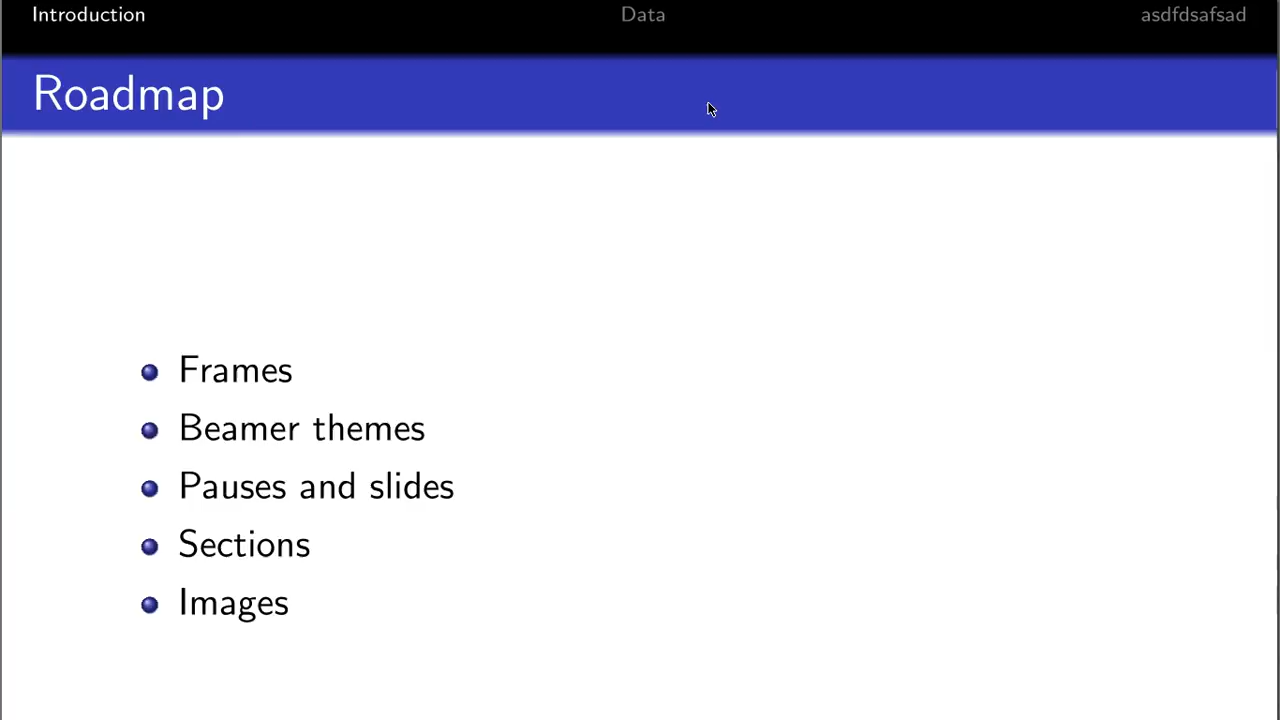 Introduction Data asdfdsafsad
Roadmap
Frames
Beamer themes
Pauses and slides
Sections
Images